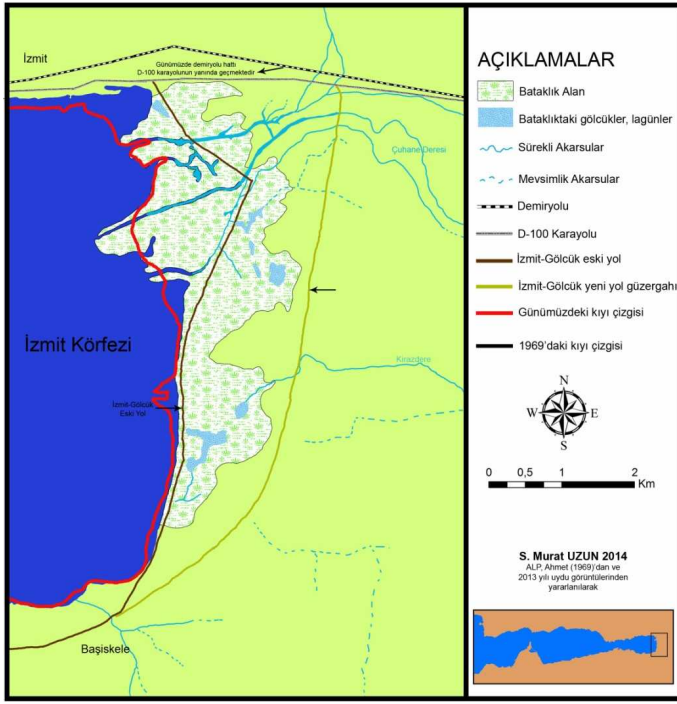 İzmit
Günümüzde demiryolu hattı
D-100 karayolunun yanında geçmektedir
Çuhane Deresi
İzmit Körfezi
Kirazdere
İzmit-Gölcük
Eski Yol
Başiskele
AÇIKLAMALAR
Bataklık Alan
Bataklıktaki gölcükler, lagünler
Sürekli Akarsular
Mevsimlik Akarsular
Demiryolu
D-100 Karayolu
İzmit-Gölcük eski yol
İzmit-Gölcük yeni yol güzergahı
Günümüzdeki kıyı çizgisi
1969'daki kıyı çizgisi
N
W E
S
0 0,5 1 2
Km
S. Murat UZUN 2014
ALP, Ahmet (1969)'dan ve
2013 yılı uydu görüntülerinden
yararlanılarak